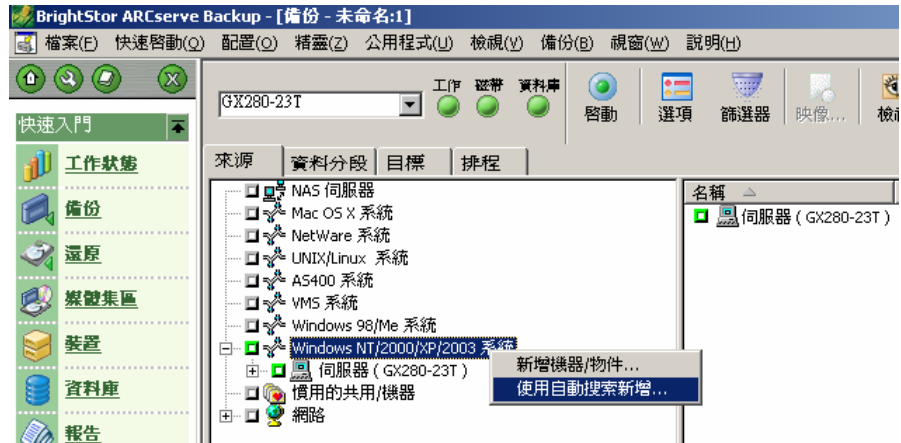 BrightStor ARCserve Backup - [備份 - 未命名:1]
檔案(F) 快速啓動(Q) 配置(O) 精靈(Z) 公用程式(U) 檢視(V) 備份(B) 視窗(W) 說明(H)
GX280-23T
工作 磁帶 資料庫
啓動 選項 篩選器 映像...
快速入門
工作狀態
備份
還原
媒體集區
裝置
資料庫
報告
來源 資料分段 目標 排程
NAS 伺服器
Mac OS X 系統
NetWare 系統
UNIX/Linux 系統
AS400 系統
VMS 系統
Windows 98/Me 系統
Windows NT/2000/XP/2003 系統
伺服器 ( GX280-23T )
慣用的共用/機器
網路
新增機器/物件...
使用自動搜索新增...
名稱
伺服器 ( GX280-23T )